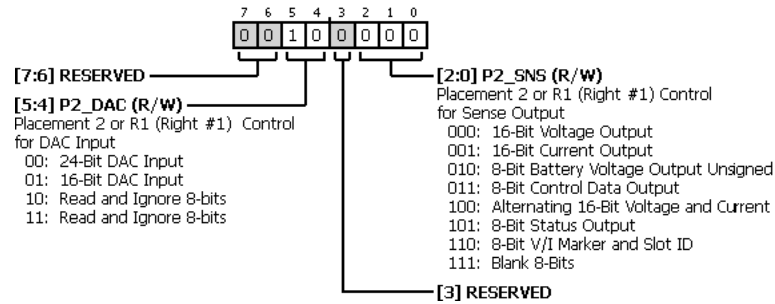 7 6 5 4 3 2 1 0
0 0 1 0 0 0 0 0
[7:6] RESERVED
[5:4] P2_DAC (R/W)
Placement 2 or R1 (Right #1) Control
for DAC Input
00: 24-Bit DAC Input
01: 16-Bit DAC Input
10: Read and Ignore 8-bits
11: Read and Ignore 8-bits
[2:0] P2_SNS (R/W)
Placement 2 or R1 (Right #1) Control
for Sense Output
000: 16-Bit Voltage Output
001: 16-Bit Current Output
010: 8-Bit Battery Voltage Output Unsigned
011: 8-Bit Control Data Output
100: Alternating 16-Bit Voltage and Current
101: 8-Bit Status Output
110: 8-Bit V/I Marker and Slot ID
111: Blank 8-Bits
[3] RESERVED